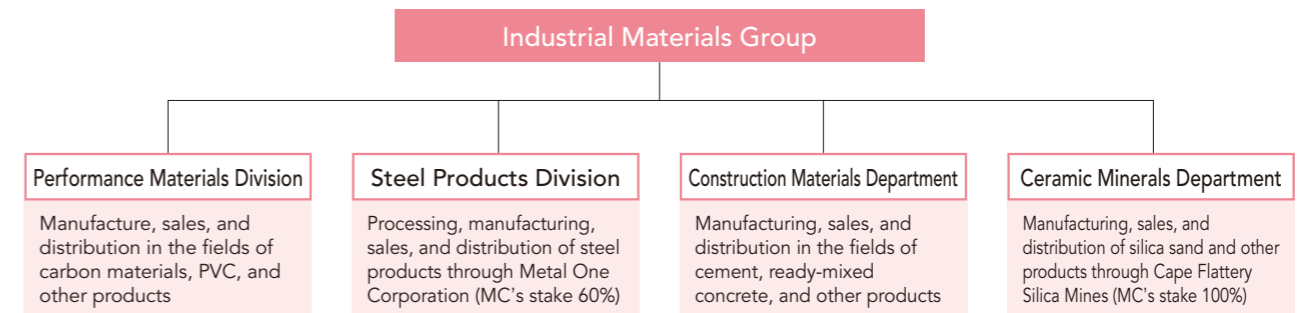 Industrial Materials Group
Performance Materials Division
Manufacture, sales, and
distribution in the fields of
carbon materials, PVC, and
other products
Steel Products Division
Processing, manufacturing,
sales, and distribution of steel
products through Metal One
Corporation (MC’s stake 60%)
Construction Materials Department
Manufacturing, sales, and
distribution in the fields of
cement, ready-mixed
concrete, and other products
Ceramic Minerals Department
Manufacturing, sales, and
distribution of silica sand and other
products through Cape Flattery
Silica Mines (MC’s stake 100%)